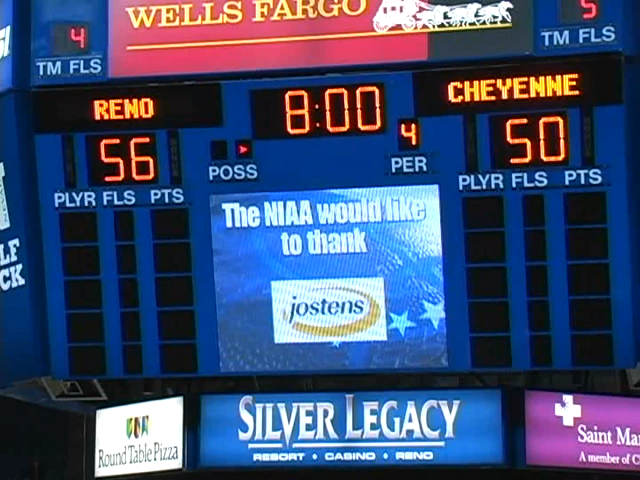 WELLS FARGO
4
5
TM FLS
TM FLS
RENO
8:00
CHEYENNE
56
4
50
POSS
PER
PLYR FLS PTS
PLYR FLS PTS
The NIAA would like
to thank
jostens
Round Table Pizza
SILVER LEGACY
RESORT • CASINO • RENO
Saint
A member of